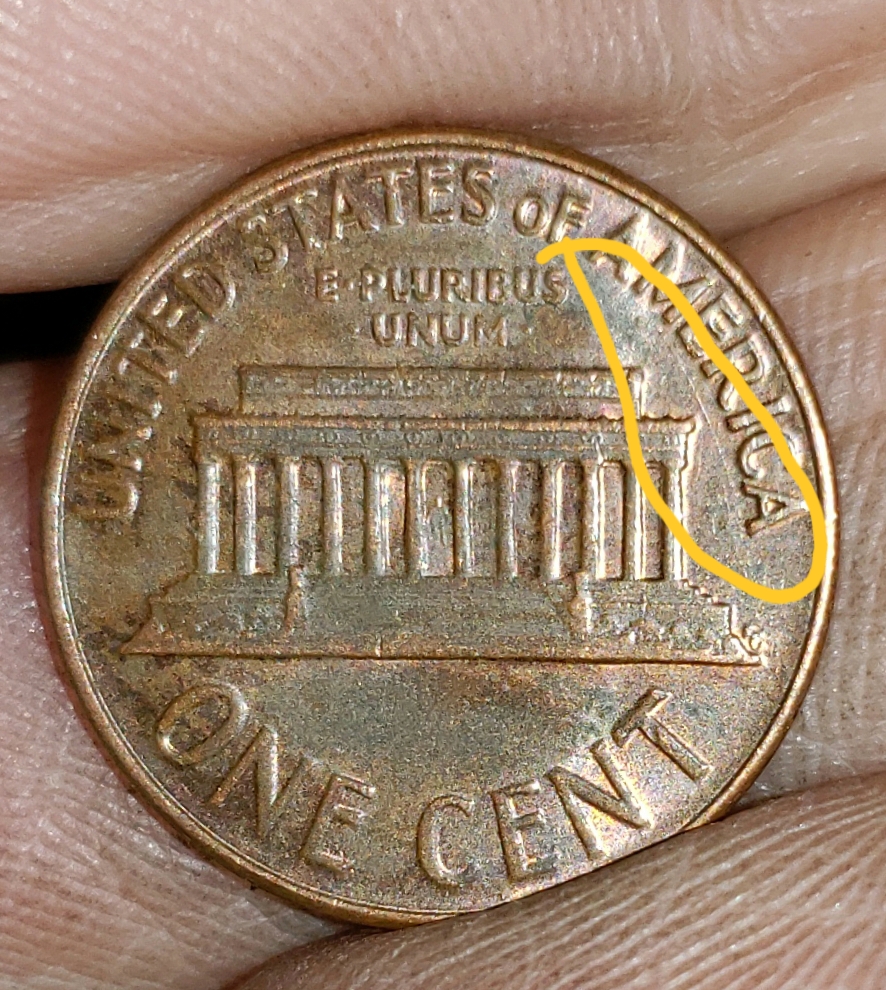 UNITED STATES OF AMERICA
E·PLURIBUS
UNUM
ONE CENT